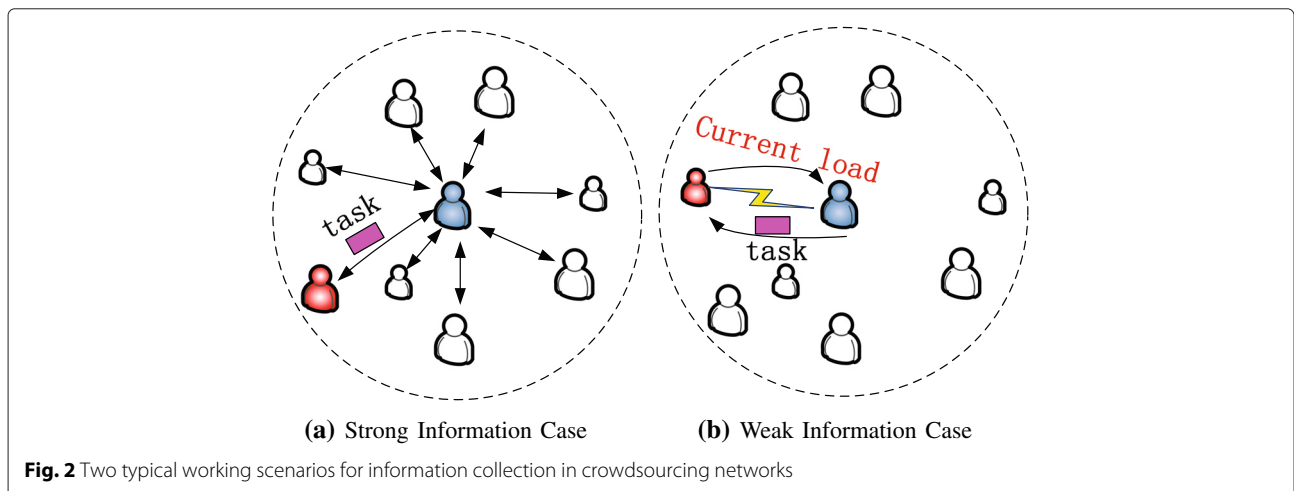 task
Current load
task
(a) Strong Information Case
(b) Weak Information Case
Fig. 2 Two typical working scenarios for information collection in crowdsourcing networks